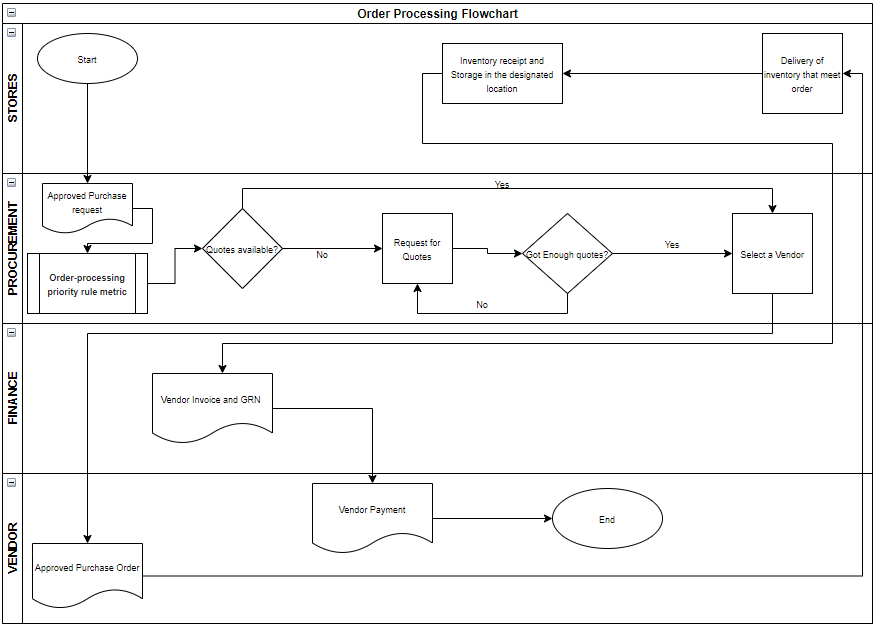 Order Processing Flowchart
STORES
Start
Inventory receipt and
Storage in the designated
location
Delivery of
inventory that meet
order
PROCUREMENT
Approved Purchase
request
Order-processing
priority rule metric
Quotes available?
Yes
No
Request for
Quotes
Got Enough quotes?
Yes
No
Select a Vendor
FINANCE
Vendor Invoice and GRN
VENDOR
Vendor Payment
End
Approved Purchase Order